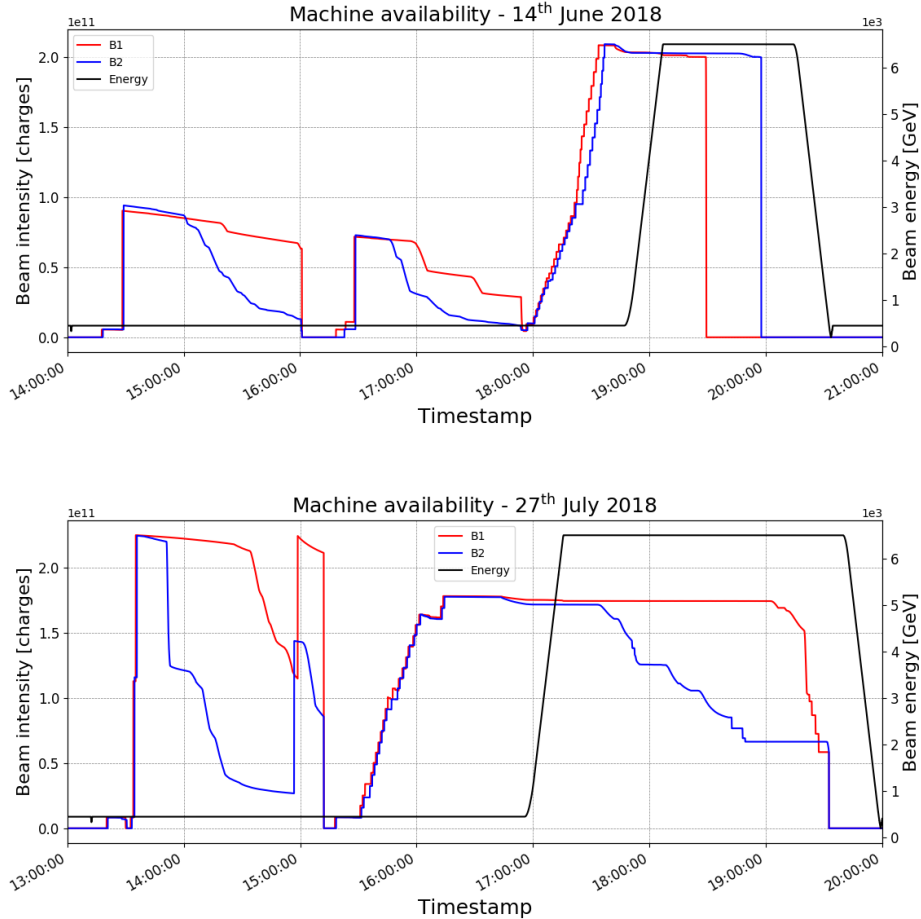 Machine availability - 14th June 2018
1e11
1e3
B1
B2
Energy
2.0
1.5
1.0
0.5
0.0
6
5
4
3
2
1
0
Beam intensity [charges]
Beam energy [GeV]
14:00:00
15:00:00
16:00:00
17:00:00
18:00:00
19:00:00
20:00:00
21:00:00
Timestamp
Machine availability - 27th July 2018
1e11
1e3
B1
B2
Energy
2.0
1.5
1.0
0.5
0.0
6
5
4
3
2
1
0
Beam intensity [charges]
Beam energy [GeV]
13:00:00
14:00:00
15:00:00
16:00:00
17:00:00
18:00:00
19:00:00
20:00:00
Timestamp